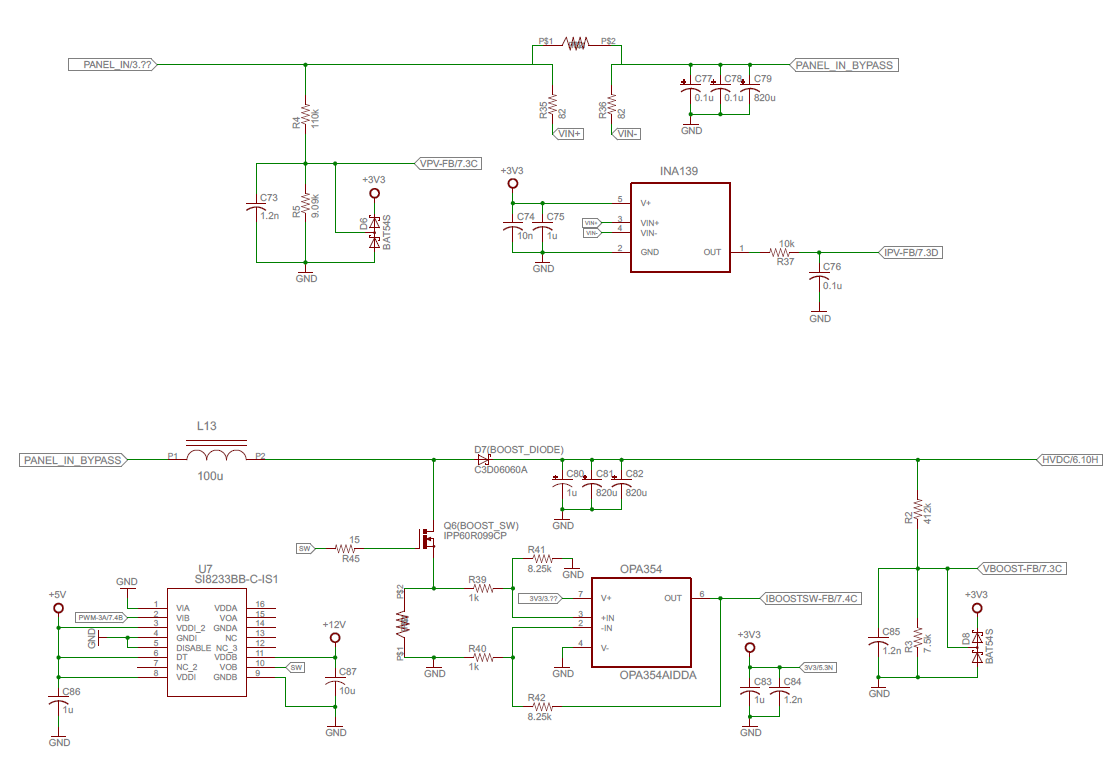 P$1 P$2
PANEL_IN/3.??
PANEL_IN_BYPASS
C77
0.1u
C78
0.1u
C79
820u
GND
R35
82
VIN+
R36
82
VIN-
R4
110k
VPV-FB/7.3C
C73
1.2n
R5
9.09k
+3V3
D6
BAT54S
GND
+3V3
C74
10n
C75
1u
GND
INA139
5 V+
VIN+ 3 VIN+
VIN- 4 VIN-
2 GND
OUT 1
10k
R37
IPV-FB/7.3D
C76
0.1u
GND
L13
PANEL_IN_BYPASS
P1 P2
100u
D7(BOOST_DIODE)
C3D06060A
C80
1u
C81
820u
C82
820u
GND
HVDC/6.10H
R2
412k
VBOOST-FB/7.3C
C85
1.2n
R3
7.5k
+3V3
D8
BAT54S
GND
Q6(BOOST_SW)
IPP60R099CP
SW
15
R45
R41
8.25k
GND
R39
1k
P$2
P$1
GND
R40
1k
R42
8.25k
OPA354
3V3/3.??
7 V+
3 +IN
2 -IN
4 V-
OUT 6
GND
OPA354AIDDA
IBOOSTSW-FB/7.4C
+3V3
3V3/5.3N
C83
1u
C84
1.2n
GND
U7
SI8233BB-C-IS1
GND
+5V
PWM-3A/7.4B
GND
1 VIA VDDA 16
2 VIB VOA 15
3 VDDI_2 GNDA 14
4 GNDI NC 13
5 DISABLE NC_3 12
6 DT VDDB 11
7 NC_2 VOB 10
8 VDDI GNDB 9
SW
+12V
C87
10u
GND
C86
1u
GND